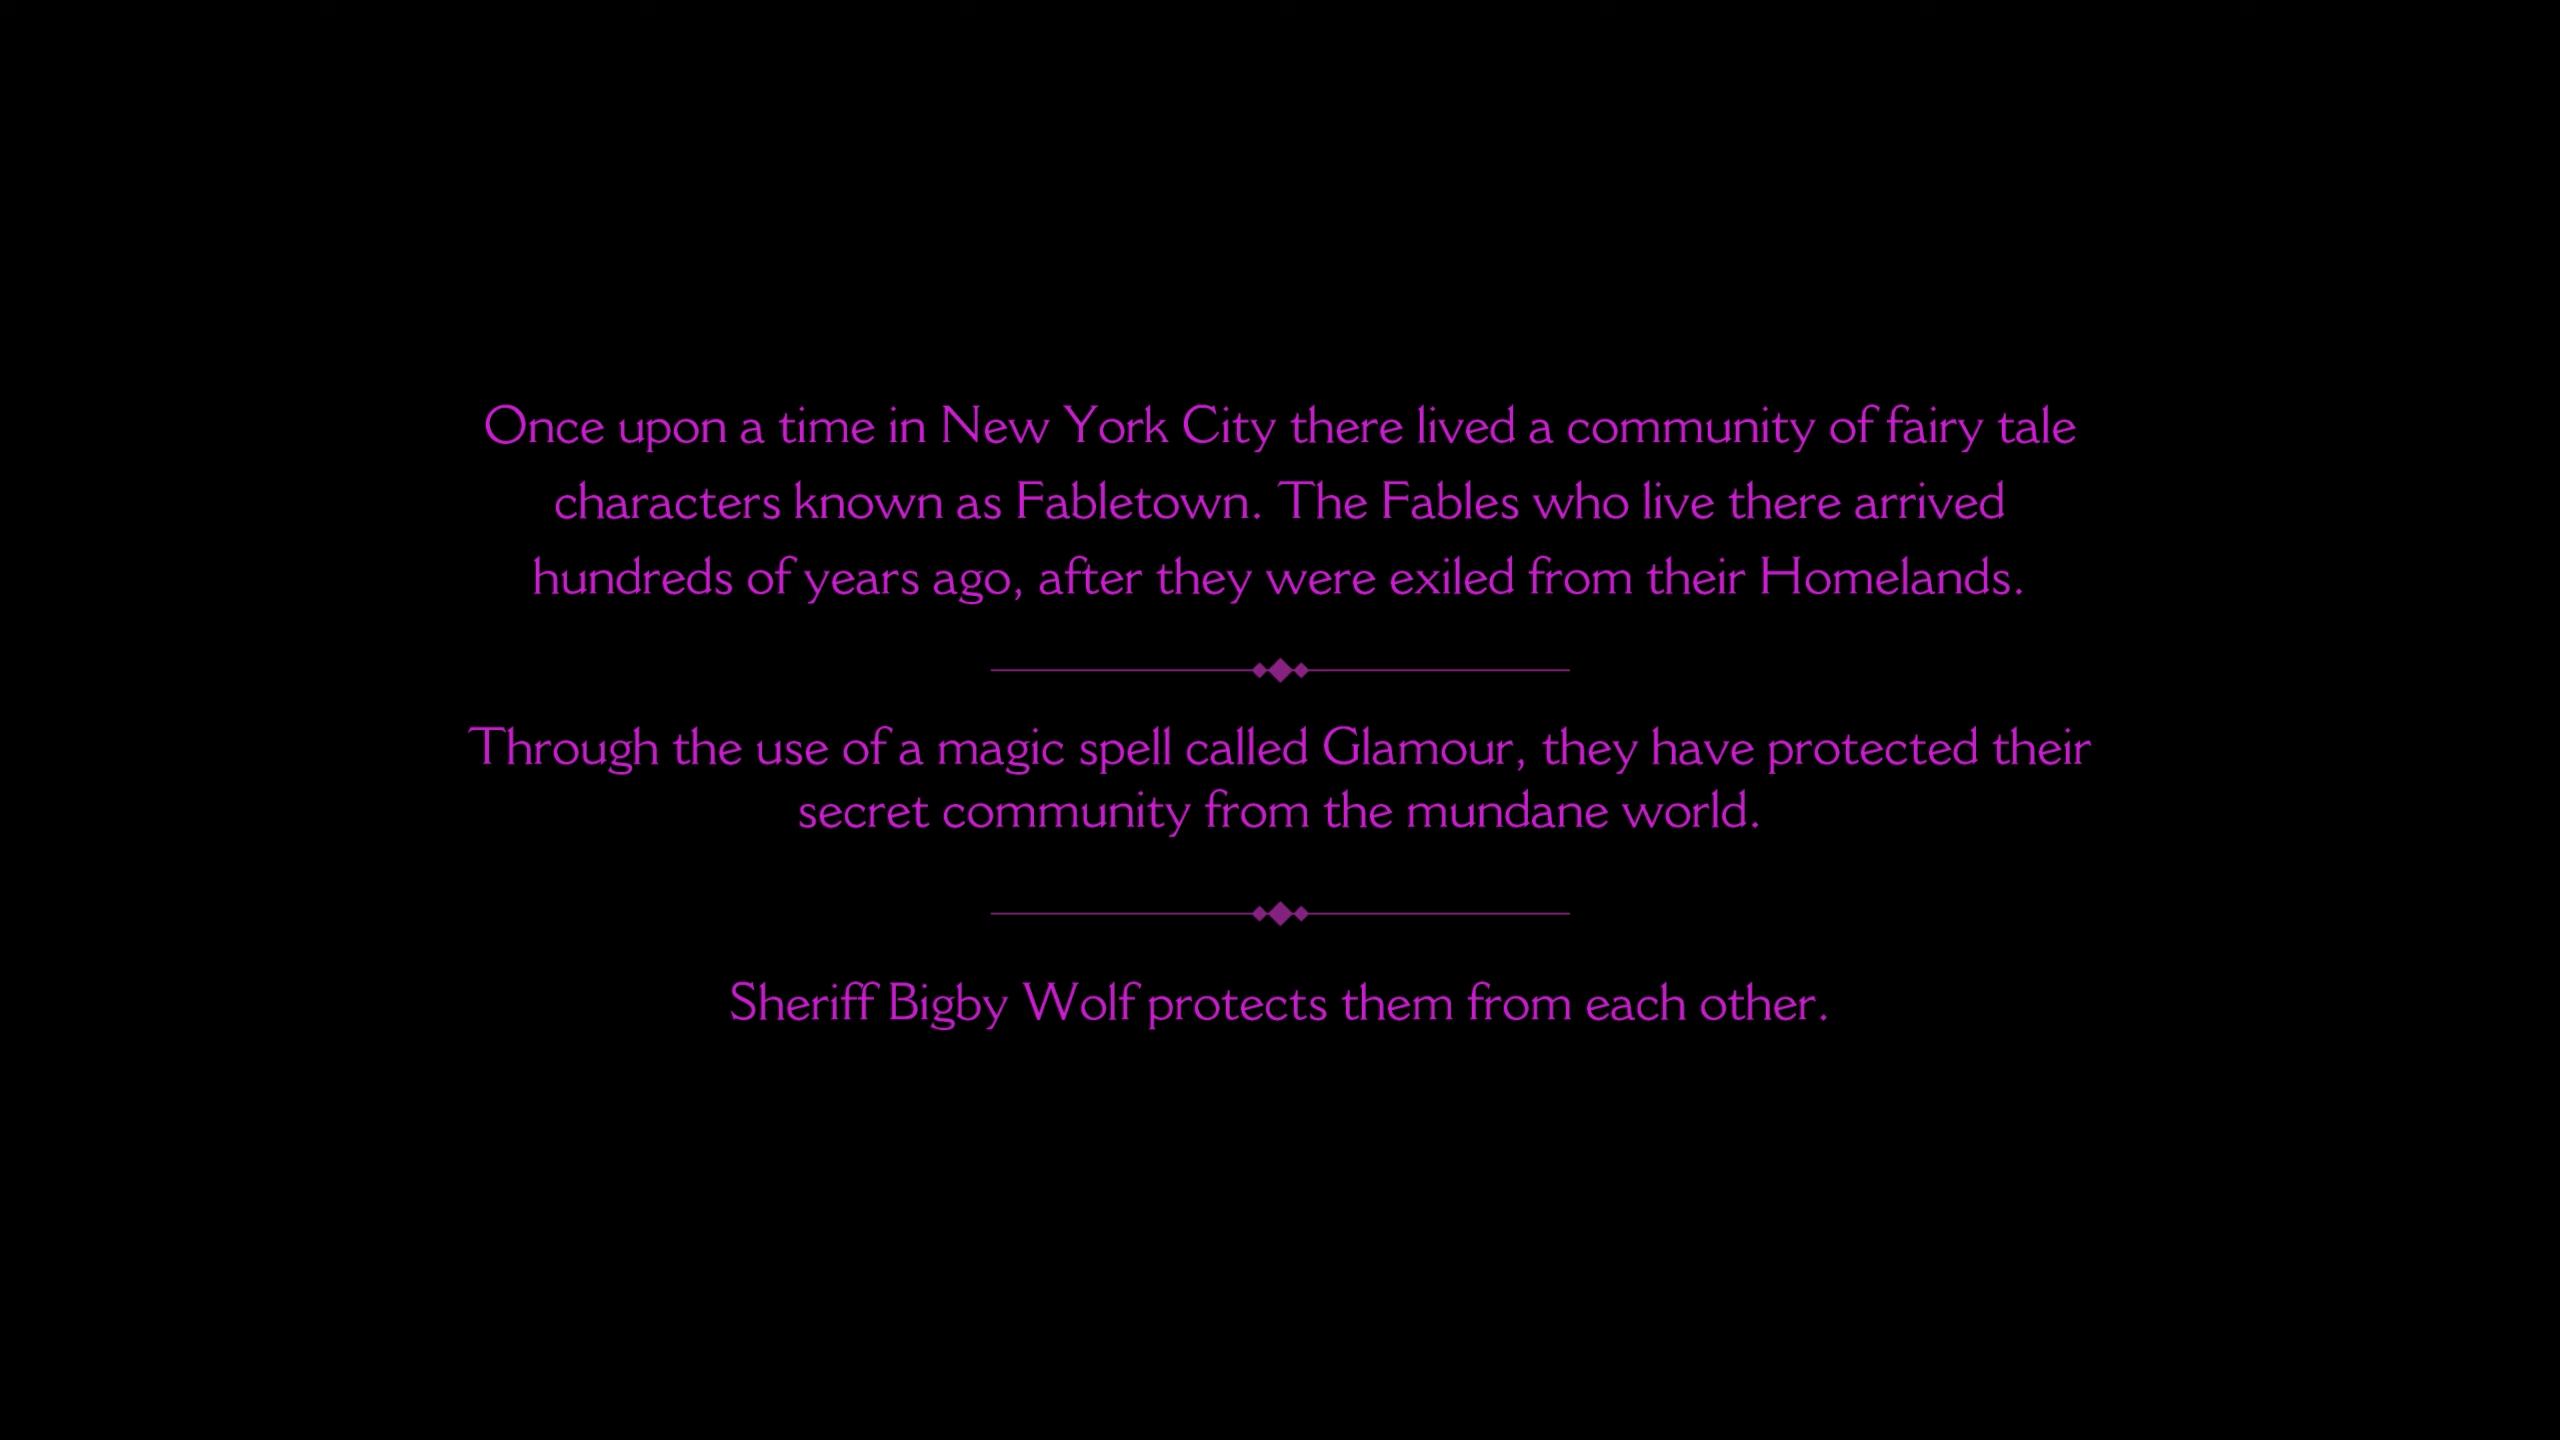 Once upon a time in New York City there lived a community of fairy tale
characters known as Fabletown. The Fables who live there arrived
hundreds of years ago, after they were exiled from their Homelands.
Through the use of a magic spell called Glamour, they have protected their
secret community from the mundane world.
Sheriff Bigby Wolf protects them from each other.